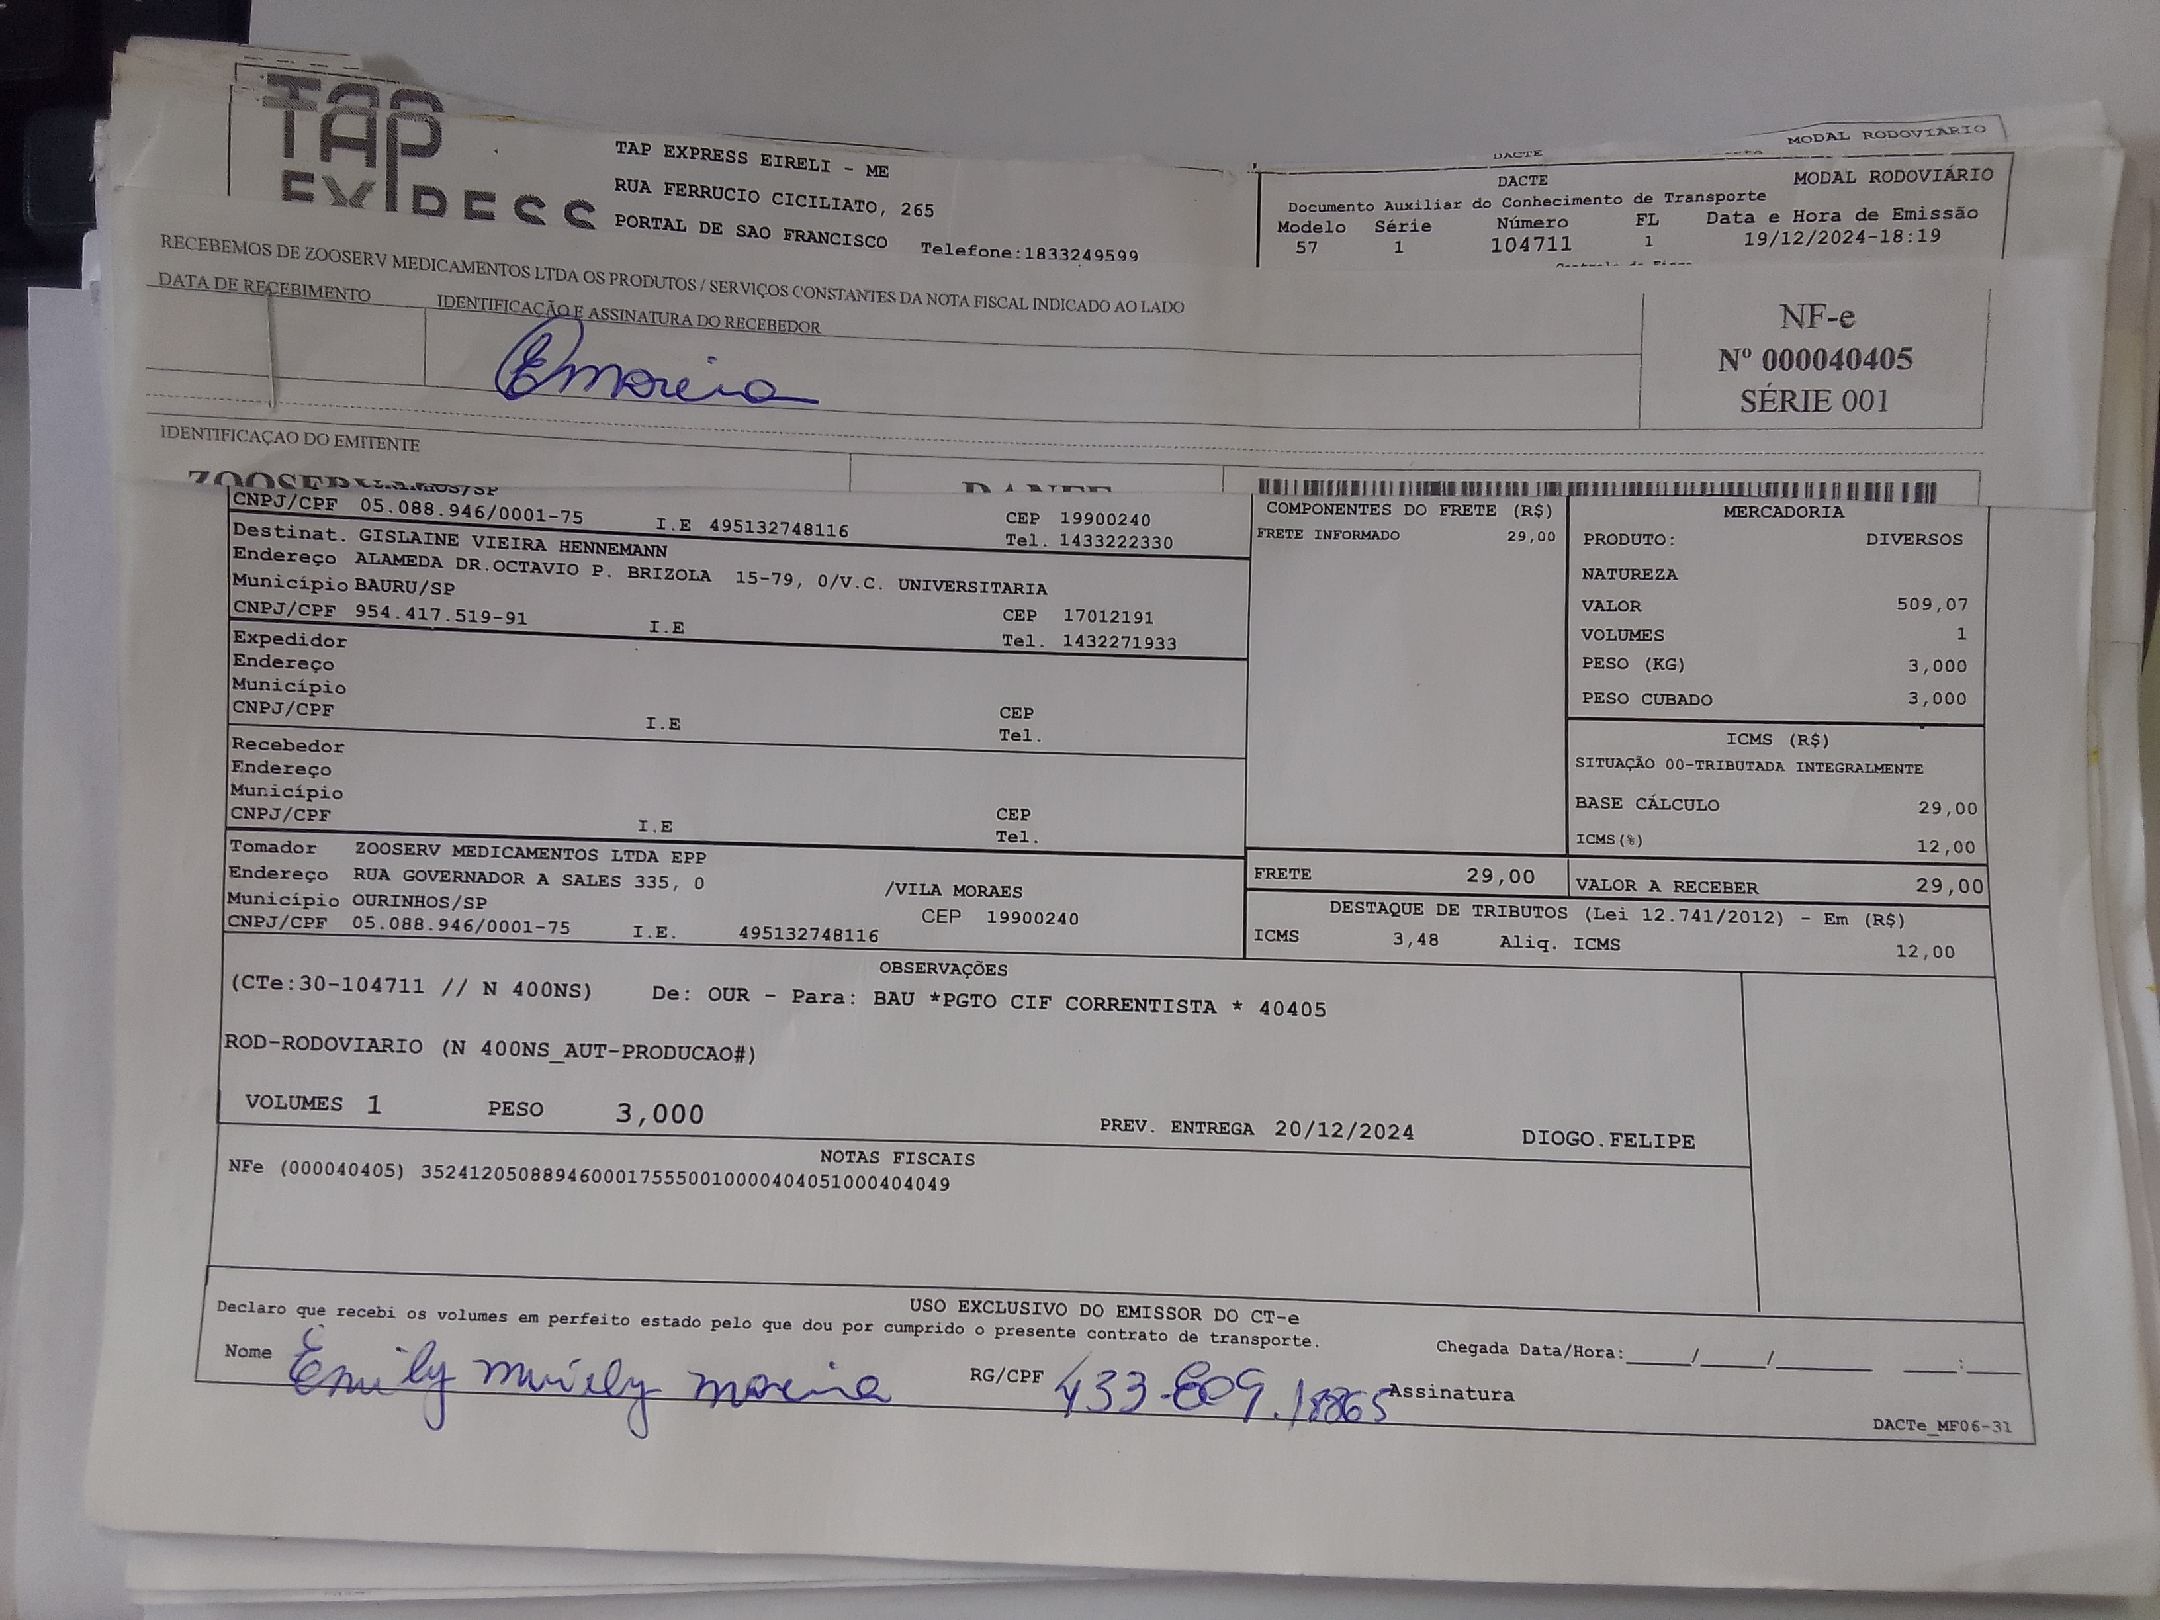 TAP
TAP EXPRESS
TAP EXPRESS EIRELI - ME
RUA FERRUCIO CICILIATO, 265
PORTAL DE SAO FRANCISCO Telefone:1833249599
DACTE MODAL RODOVIÁRIO
DACTE MODAL RODOVIÁRIO
Documento Auxiliar do Conhecimento de Transporte
Modelo Série Número FL Data e Hora de Emissão
57 1 104711 1 19/12/2024-18:19
RECEBEMOS DE ZOOSERV MEDICAMENTOS LTDA OS PRODUTOS / SERVIÇOS CONSTANTES DA NOTA FISCAL INDICADO AO LADO
DATA DE RECEBIMENTO IDENTIFICAÇÃO E ASSINATURA DO RECEBEDOR
EMoreira
NF-e
Nº 000040405
SÉRIE 001
IDENTIFICAÇAO DO EMITENTE
ZOOSERV
DANFE
CNPJ/CPF 05.088.946/0001-75 I.E 495132748116 CEP 19900240
Tel. 1433222330
Destinat. GISLAINE VIEIRA HENNEMANN
Endereço ALAMEDA DR.OCTAVIO P. BRIZOLA 15-79, 0/V.C. UNIVERSITARIA
Município BAURU/SP CEP 17012191
CNPJ/CPF 954.417.519-91 I.E Tel. 1432271933
Expedidor
Endereço
Município CEP
CNPJ/CPF I.E Tel.
Recebedor
Endereço
Município CEP
CNPJ/CPF I.E Tel.
Tomador ZOOSERV MEDICAMENTOS LTDA EPP
Endereço RUA GOVERNADOR A SALES 335, 0 /VILA MORAES
Município OURINHOS/SP CEP 19900240
CNPJ/CPF 05.088.946/0001-75 I.E. 495132748116
COMPONENTES DO FRETE (R$)
FRETE INFORMADO 29,00
FRETE 29,00
MERCADORIA
PRODUTO: DIVERSOS
NATUREZA
VALOR 509,07
VOLUMES 1
PESO (KG) 3,000
PESO CUBADO 3,000
ICMS (R$)
SITUAÇÃO 00-TRIBUTADA INTEGRALMENTE
BASE CÁLCULO 29,00
ICMS(%) 12,00
VALOR A RECEBER 29,00
DESTAQUE DE TRIBUTOS (Lei 12.741/2012) - Em (R$)
ICMS 3,48 Aliq. ICMS 12,00
OBSERVAÇÕES
(CTe:30-104711 // N 400NS) De: OUR - Para: BAU *PGTO CIF CORRENTISTA * 40405
ROD-RODOVIARIO (N 400NS_AUT-PRODUCAO#)
VOLUMES 1 PESO 3,000 PREV. ENTREGA 20/12/2024 DIOGO.FELIPE
NOTAS FISCAIS
NFe (000040405) 35241205088946000175550010000404051000404049
USO EXCLUSIVO DO EMISSOR DO CT-e
Declaro que recebi os volumes em perfeito estado pelo que dou por cumprido o presente contrato de transporte.
Chegada Data/Hora:_____/_____/_______ ____:____
Nome Emily Mirely Moreira RG/CPF 433.809.18865 Assinatura
DACTe_MF06-31